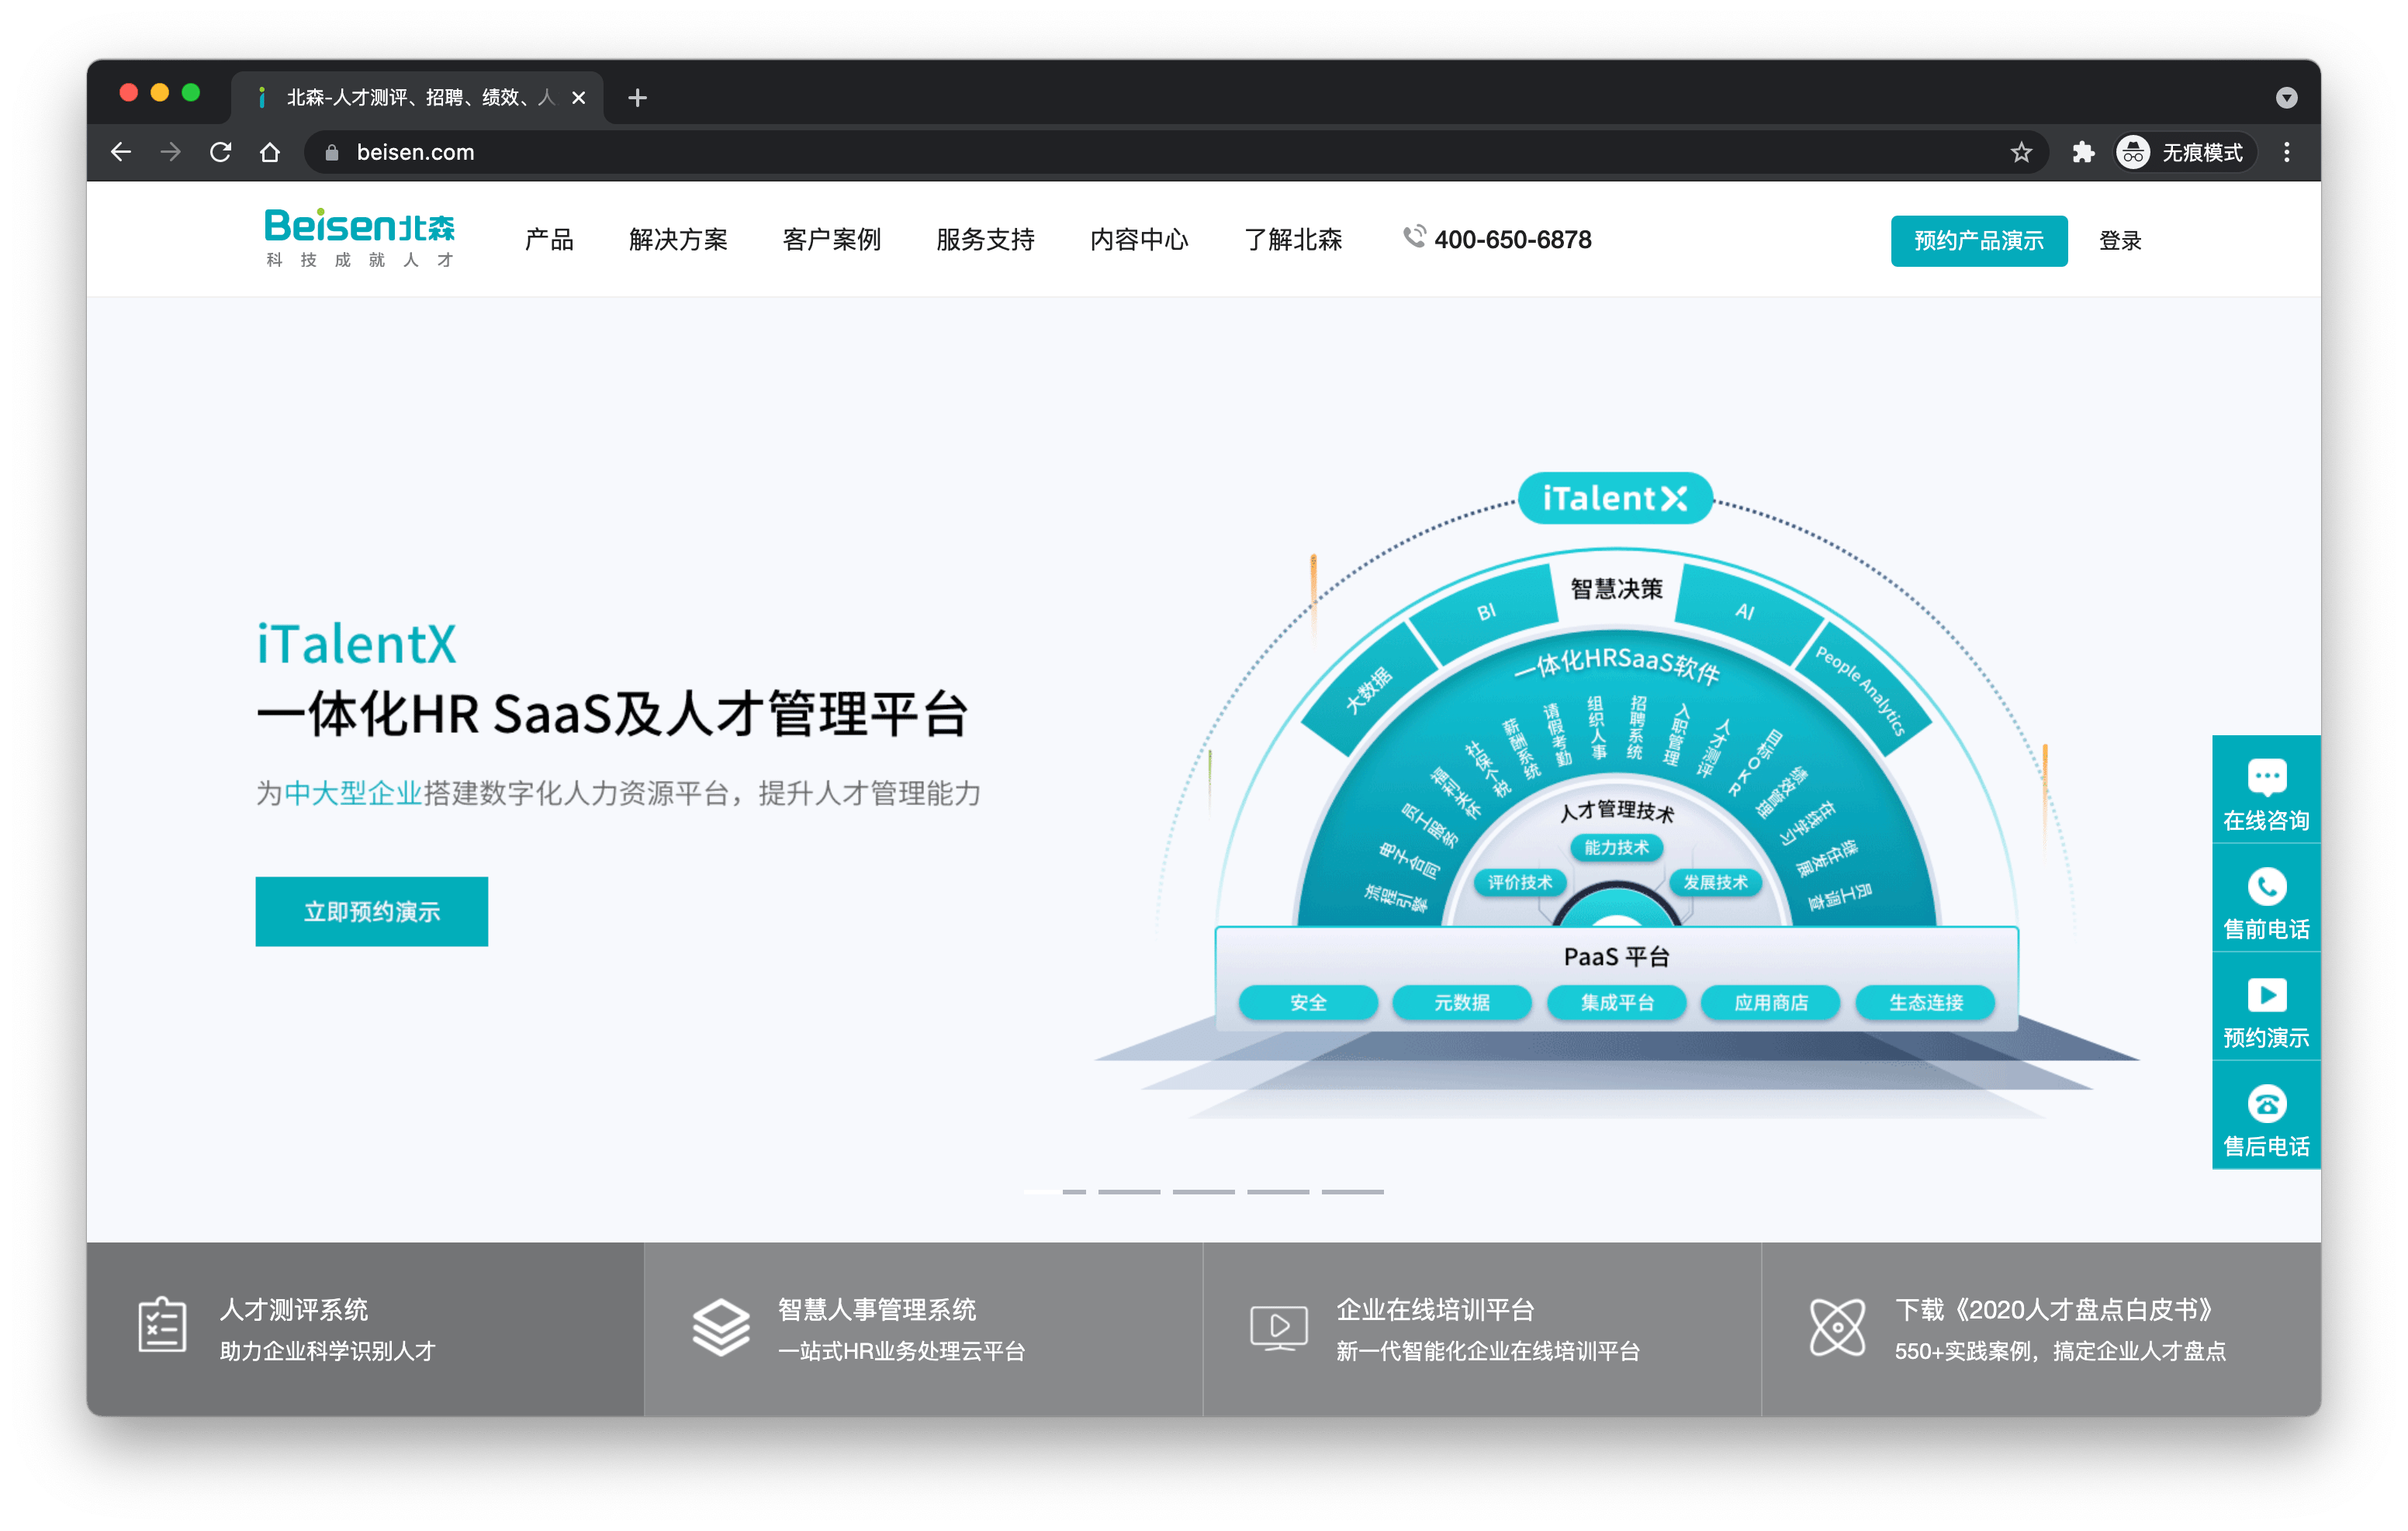 北森-人才测评、招聘、绩效、人
beisen.com
无痕模式
Beisen北森
科技成就人才
产品
解决方案
客户案例
服务支持
内容中心
了解北森
400-650-6878
预约产品演示
登录
iTalentX
一体化HR SaaS及人才管理平台
为中大型企业搭建数字化人力资源平台，提升人才管理能力
立即预约演示
iTalentX
智慧决策
大数据
BI
AI
People Analytics
一体化HRSaaS软件
流程引擎
电子合同
员工服务
福利关怀
社保个税
薪酬系统
请假考勤
组织人事
招聘系统
入职管理
人才测评
目标OKR
绩效管理
在线学习
继任发展
员工调查
人才管理技术
能力技术
评价技术
发展技术
PaaS 平台
安全
元数据
集成平台
应用商店
生态连接
在线咨询
售前电话
预约演示
售后电话
人才测评系统
助力企业科学识别人才
智慧人事管理系统
一站式HR业务处理云平台
企业在线培训平台
新一代智能化企业在线培训平台
下载《2020人才盘点白皮书》
550+实践案例，搞定企业人才盘点